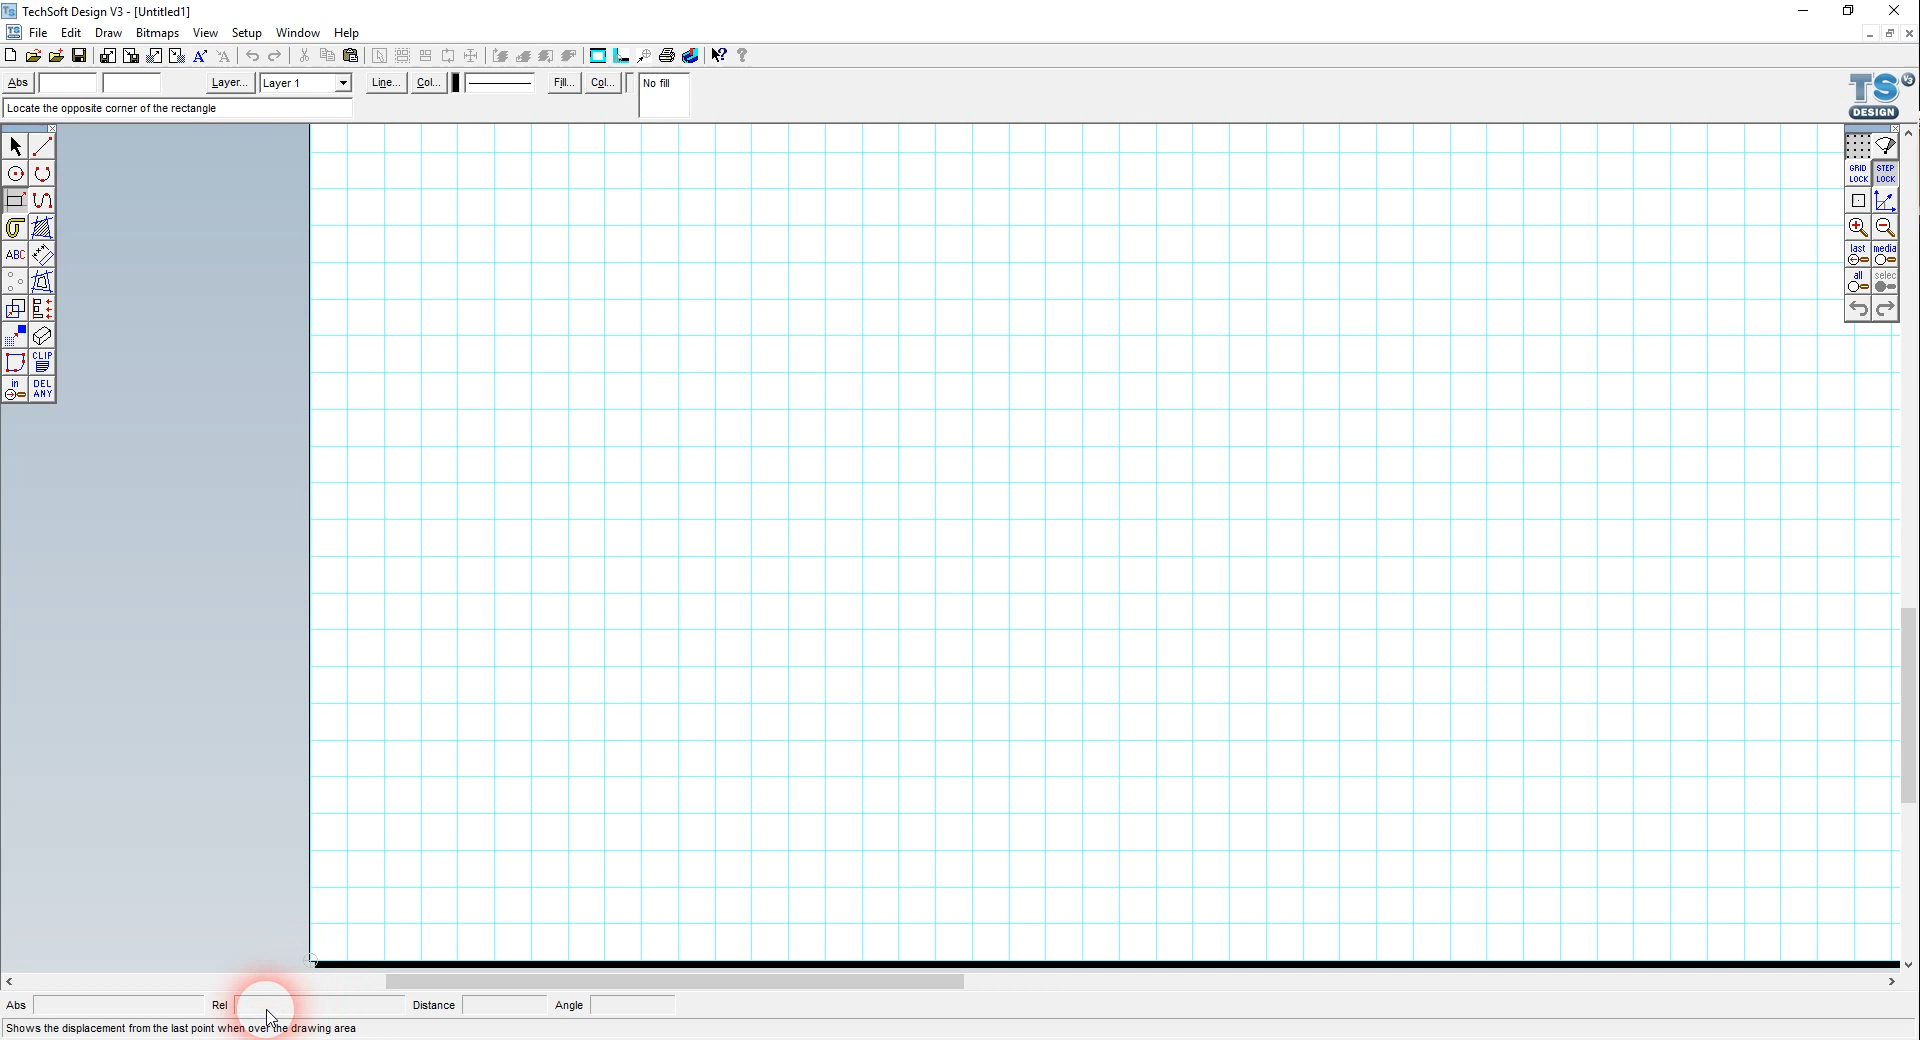 TechSoft Design V3 - [Untitled1]
File Edit Draw Bitmaps View Setup Window Help
Abs Layer... Layer 1 Line... Col... Fill... Col... No fill
Locate the opposite corner of the rectangle
TS V3
DESIGN
GRID LOCK STEP LOCK
ABC
last media
all selec
CLIP
in DEL ANY
Abs Rel Distance Angle
Shows the displacement from the last point when over the drawing area